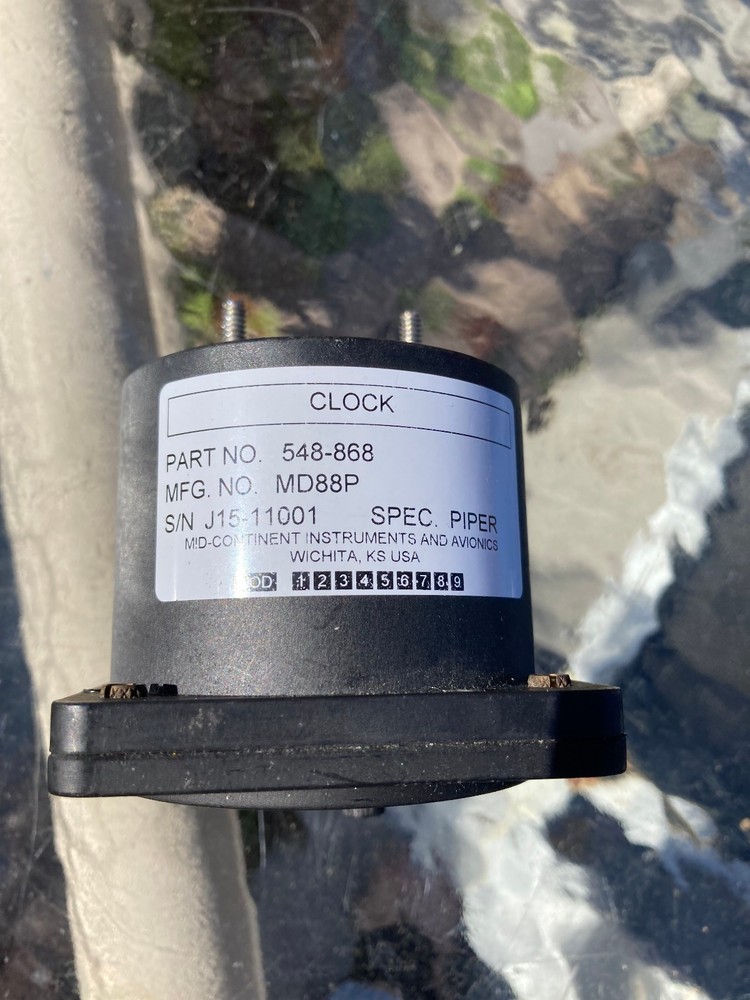 CLOCK
PART NO. 548-868
MFG. NO. MD88P
S/N J15-11001 SPEC. PIPER
MID-CONTINENT INSTRUMENTS AND AVIONICS
WICHITA, KS USA
MOD 1 2 3 4 5 6 7 8 9